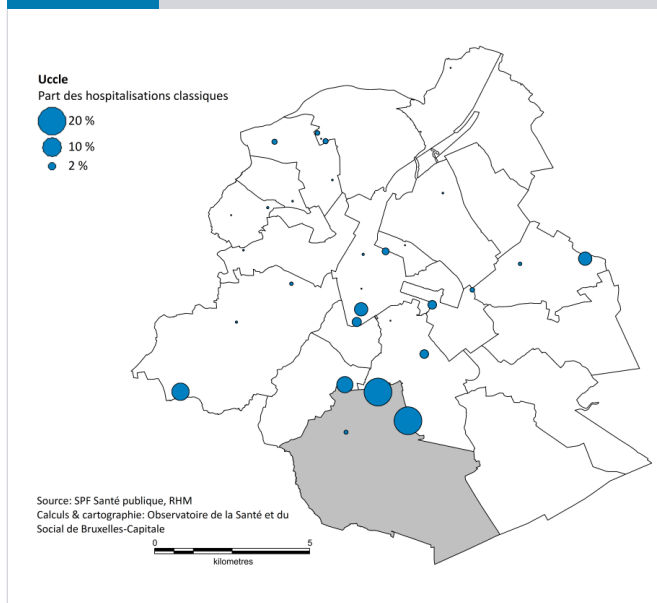 Uccle
Part des hospitalisations classiques
20 %
10 %
2 %
Source: SPF Santé publique, RHM
Calculs & cartographie: Observatoire de la Santé et du
Social de Bruxelles-Capitale
0 5
kilometres